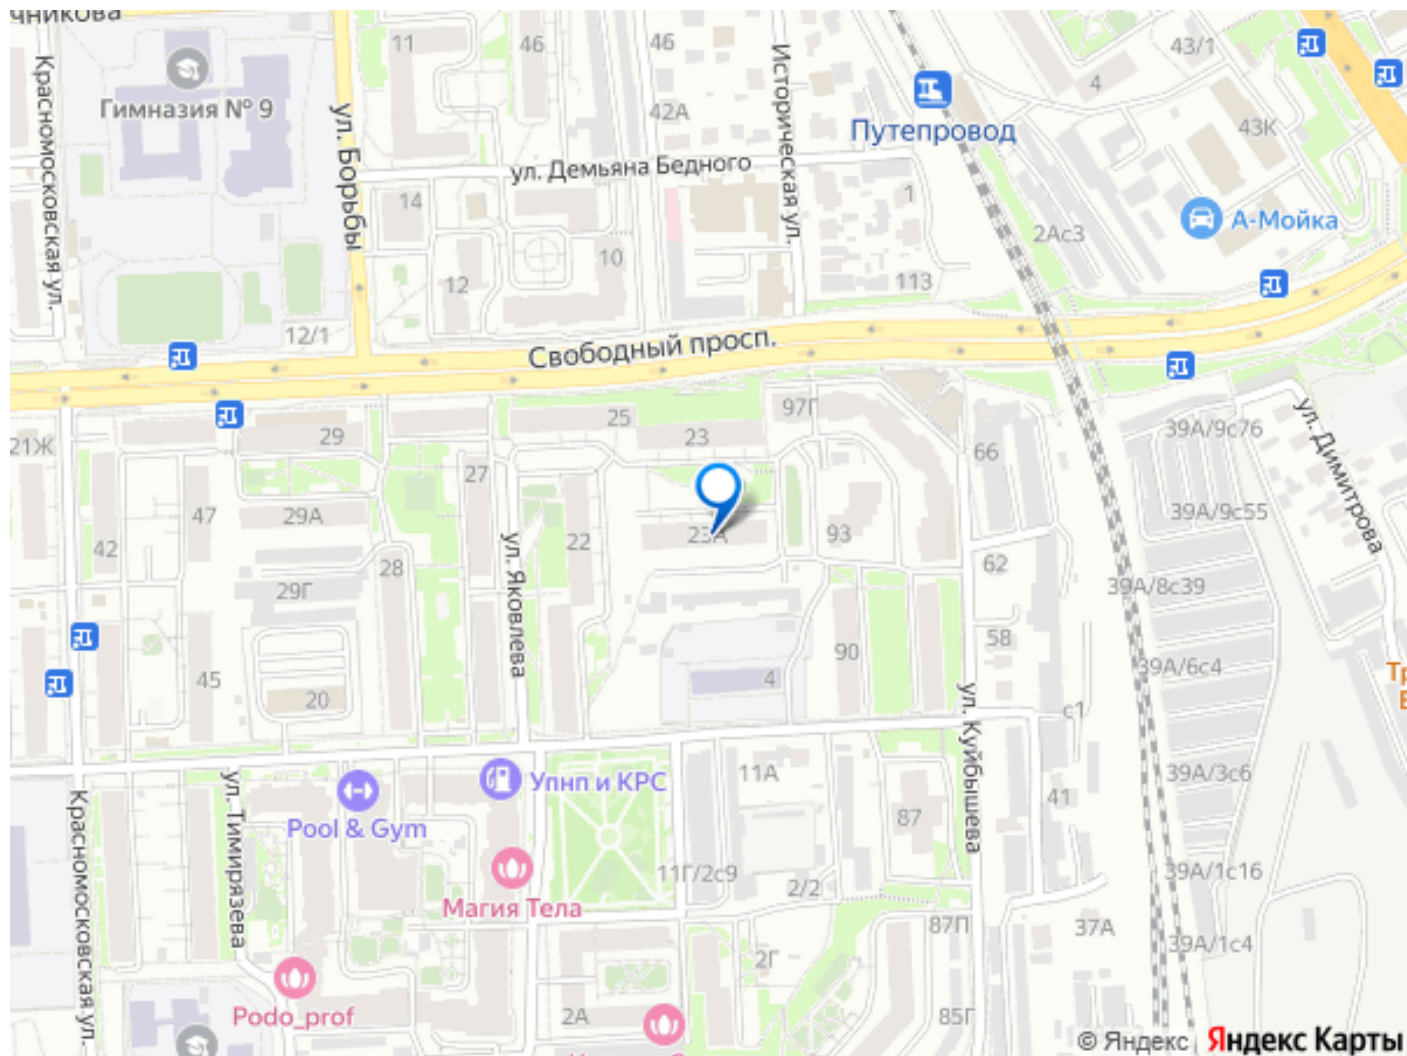 чникова
11
46
46
Историческая ул.
43/1
4
Красномосковская ул.
Гимназия № 9
ул. Борьбы
42А
Путепровод
43К
ул. Демьяна Бедного
14
1
2Ас3
А-Мойка
12
10
113
12/1
Свободный просп.
21Ж
29
25
23
97Г
66
39А/9с76
ул. Димитрова
27
47
29А
22
23А
93
39А/9с55
42
28
29Г
ул. Яковлева
62
39А/8с39
58
45
90
39А/6с4
20
4
ул. Куйбышева
с1
Тр
В
11А
39А/3с6
ул. Тимирязева
Красномосковская ул.
Pool & Gym
Упнп и КРС
87
41
11Г/2с9
2/2
39А/1с16
Магия Тела
87П
37А
39А/1с4
2Г
Podo_prof
2А
85Г
© Яндекс
Яндекс Карты